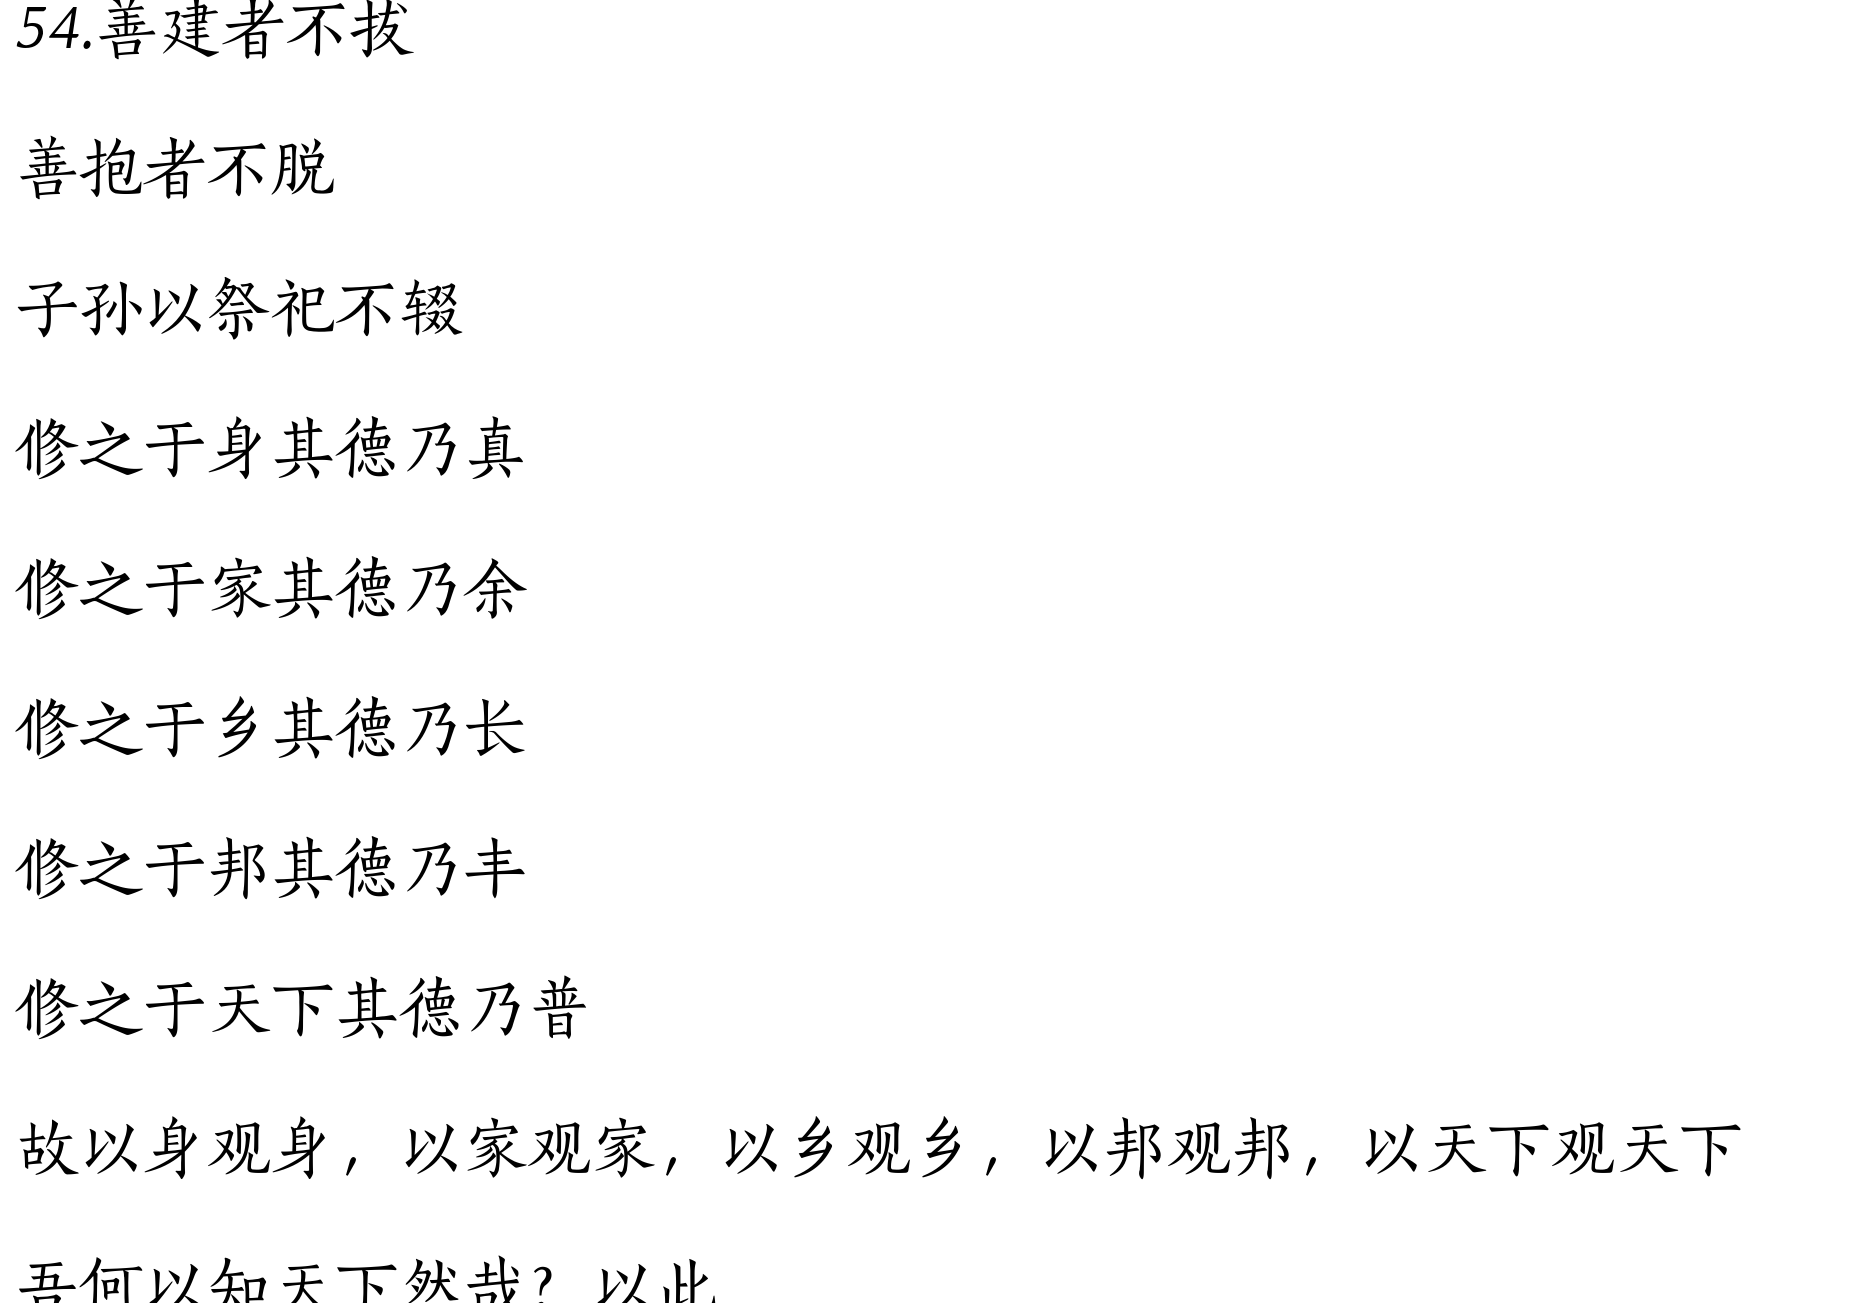 54.善建者不拔
善抱者不脱
子孙以祭祀不辍
修之于身其德乃真
修之于家其德乃余
修之于乡其德乃长
修之于邦其德乃丰
修之于天下其德乃普
故以身观身，以家观家，以乡观乡，以邦观邦，以天下观天下
吾何以知天下然哉？以此